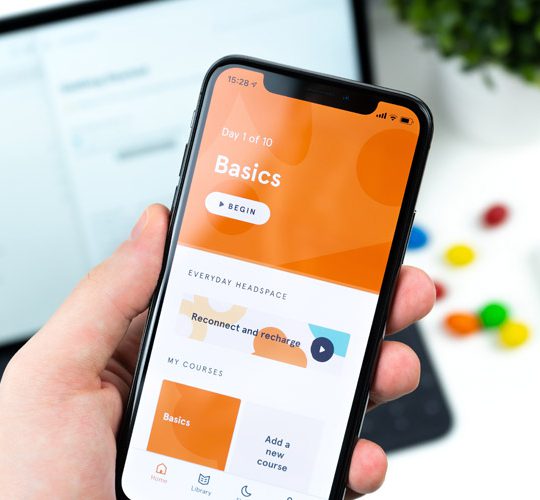 15:28
Day 1 of 10
Basics
BEGIN
EVERYDAY HEADSPACE
Reconnect and recharge
MY COURSES
Basics
Add a
new
course
Home
Library